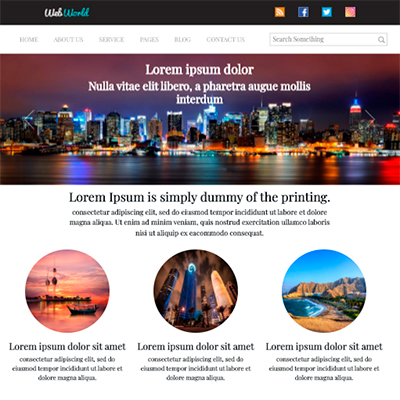 Web World
HOME ABOUT US SERVICE PAGES BLOG CONTACT US Search Something
Lorem ipsum dolor
Nulla vitae elit libero, a pharetra augue mollis
interdum
Lorem Ipsum is simply dummy of the printing.
consectetur adipiscing elit, sed do eiusmod tempor incididunt ut labore et dolore
magna aliqua. Ut enim ad minim veniam, quis nostrud exercitation ullamco laboris
nisi ut aliquip ex eacommodo consequat.
Lorem ipsum dolor sit amet
consectetur adipiscing elit, sed do
eiusmod tempor incididunt ut labore et
dolore magna aliqua.
Lorem ipsum dolor sit amet
consectetur adipiscing elit, sed do
eiusmod tempor incididunt ut labore et
dolore magna aliqua.
Lorem ipsum dolor sit amet
consectetur adipiscing elit, sed do
eiusmod tempor incididunt ut labore et
dolore magna aliqua.